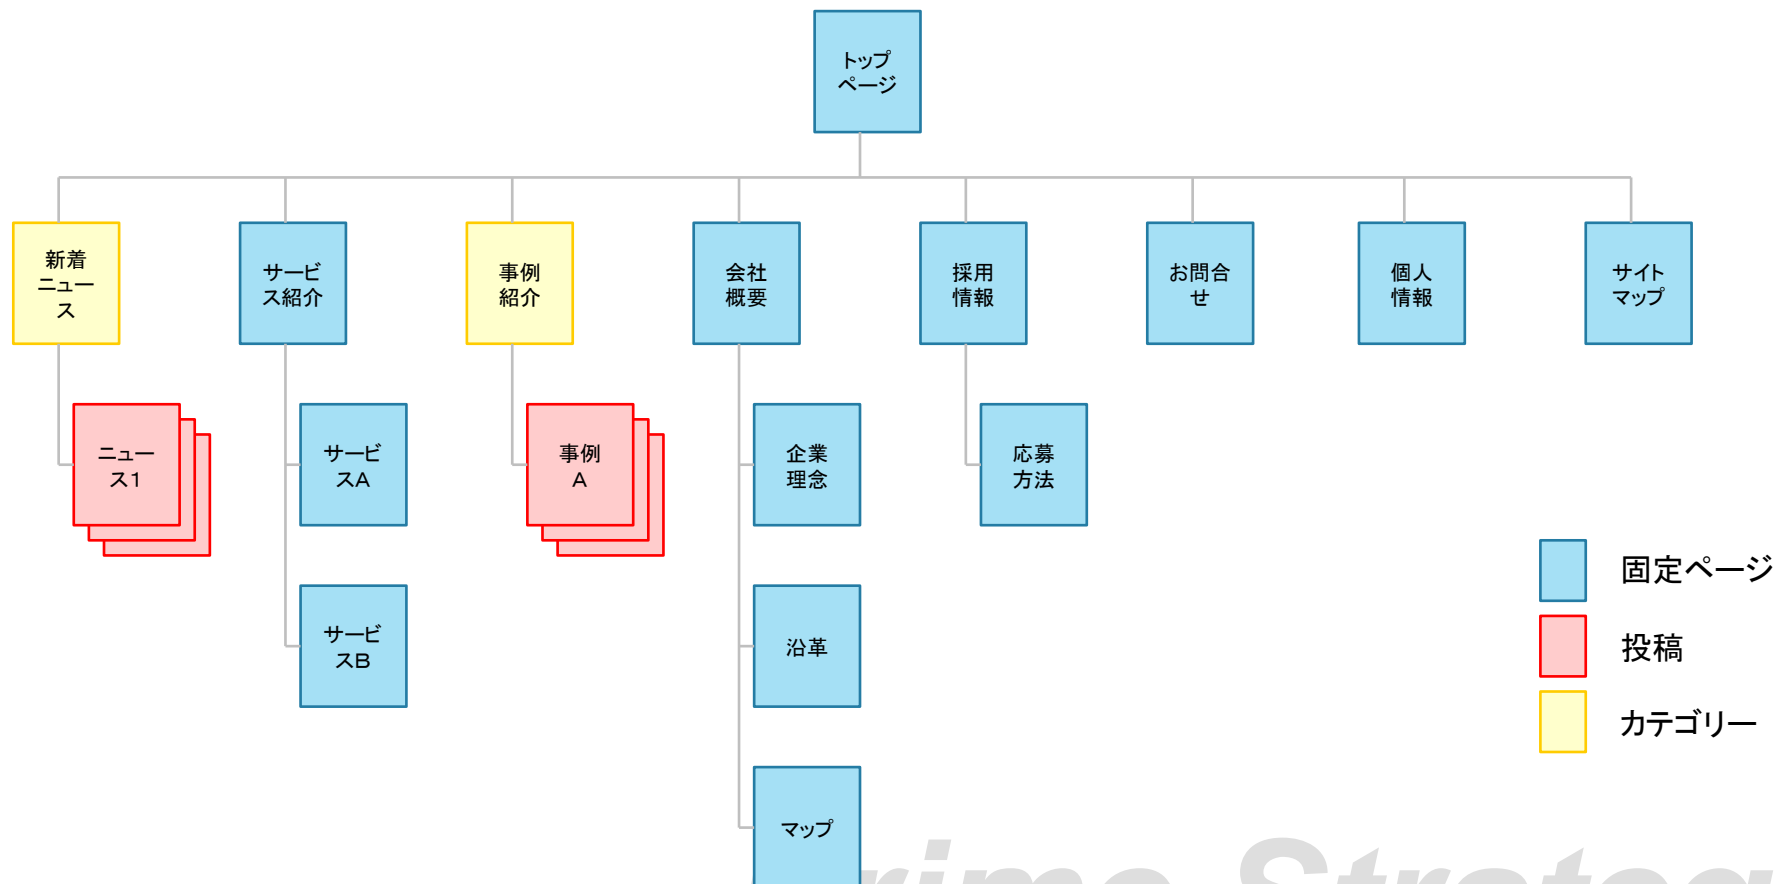 トップ
ページ
新着
ニュー
ス
サービ
ス紹介
事例
紹介
会社
概要
採用
情報
お問合
せ
個人
情報
サイト
マップ
ニュー
ス1
サービ
スA
事例
A
企業
理念
応募
方法
サービ
スB
沿革
マップ
固定ページ
投稿
カテゴリー